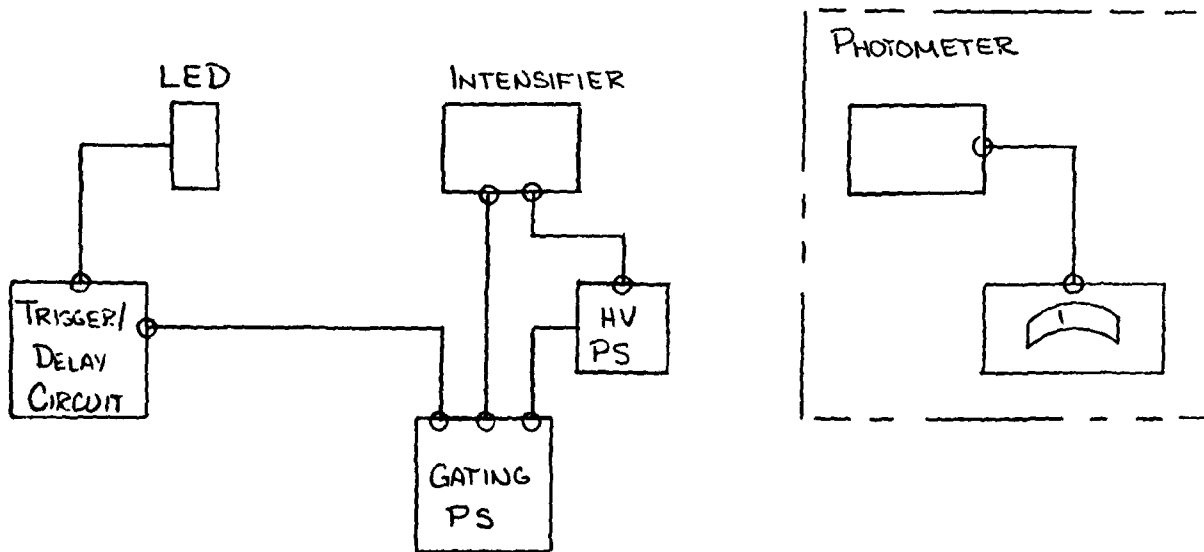 PHOTOMETER
LED
INTENSIFIER
TRIGGER/
DELAY
CIRCUIT
HV
PS
GATING
PS